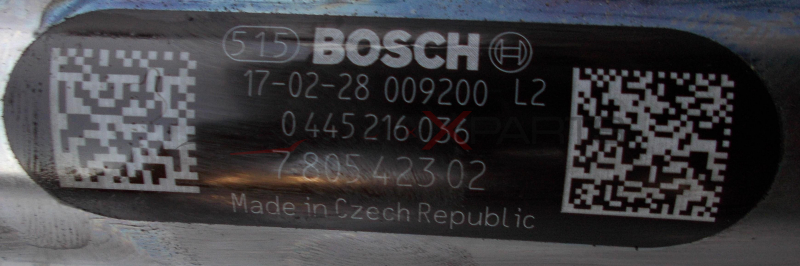 515 BOSCH
17-02-28 009200 L2
0 445 216 036
7 805 423 02
Made in Czech Republic